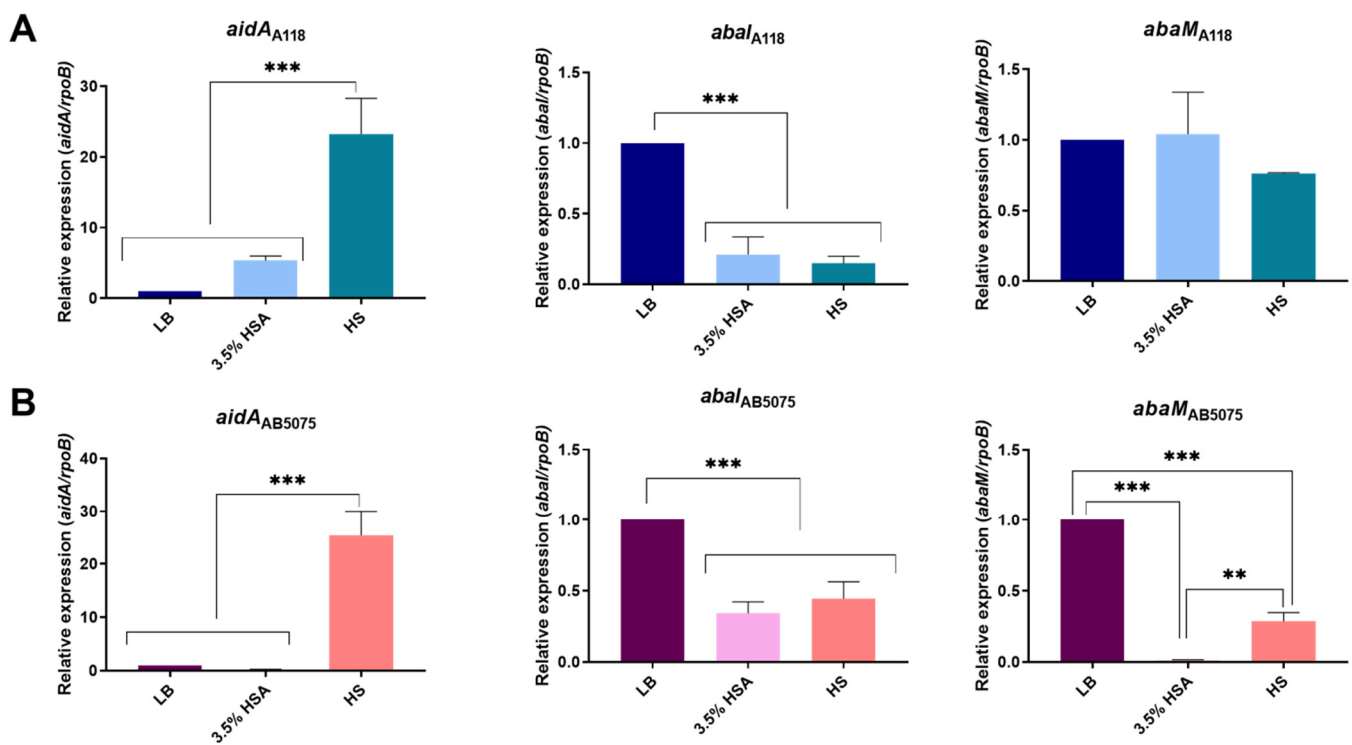 A
aidAA118
Relative expression (aidA/rpoB)
30
20
10
0
***
LB
3.5% HSA
HS
abaIA118
Relative expression (abaI/rpoB)
1.5
1.0
0.5
0.0
***
LB
3.5% HSA
HS
abaMA118
Relative expression (abaM/rpoB)
1.5
1.0
0.5
0.0
LB
3.5% HSA
HS
B
aidAAB5075
Relative expression (aidA/rpoB)
40
30
20
10
0
***
LB
3.5% HSA
HS
abaIAB5075
Relative expression (abaI/rpoB)
1.5
1.0
0.5
0.0
***
LB
3.5% HSA
HS
abaMAB5075
Relative expression (abaM/rpoB)
1.5
1.0
0.5
0.0
***
***
**
LB
3.5% HSA
HS